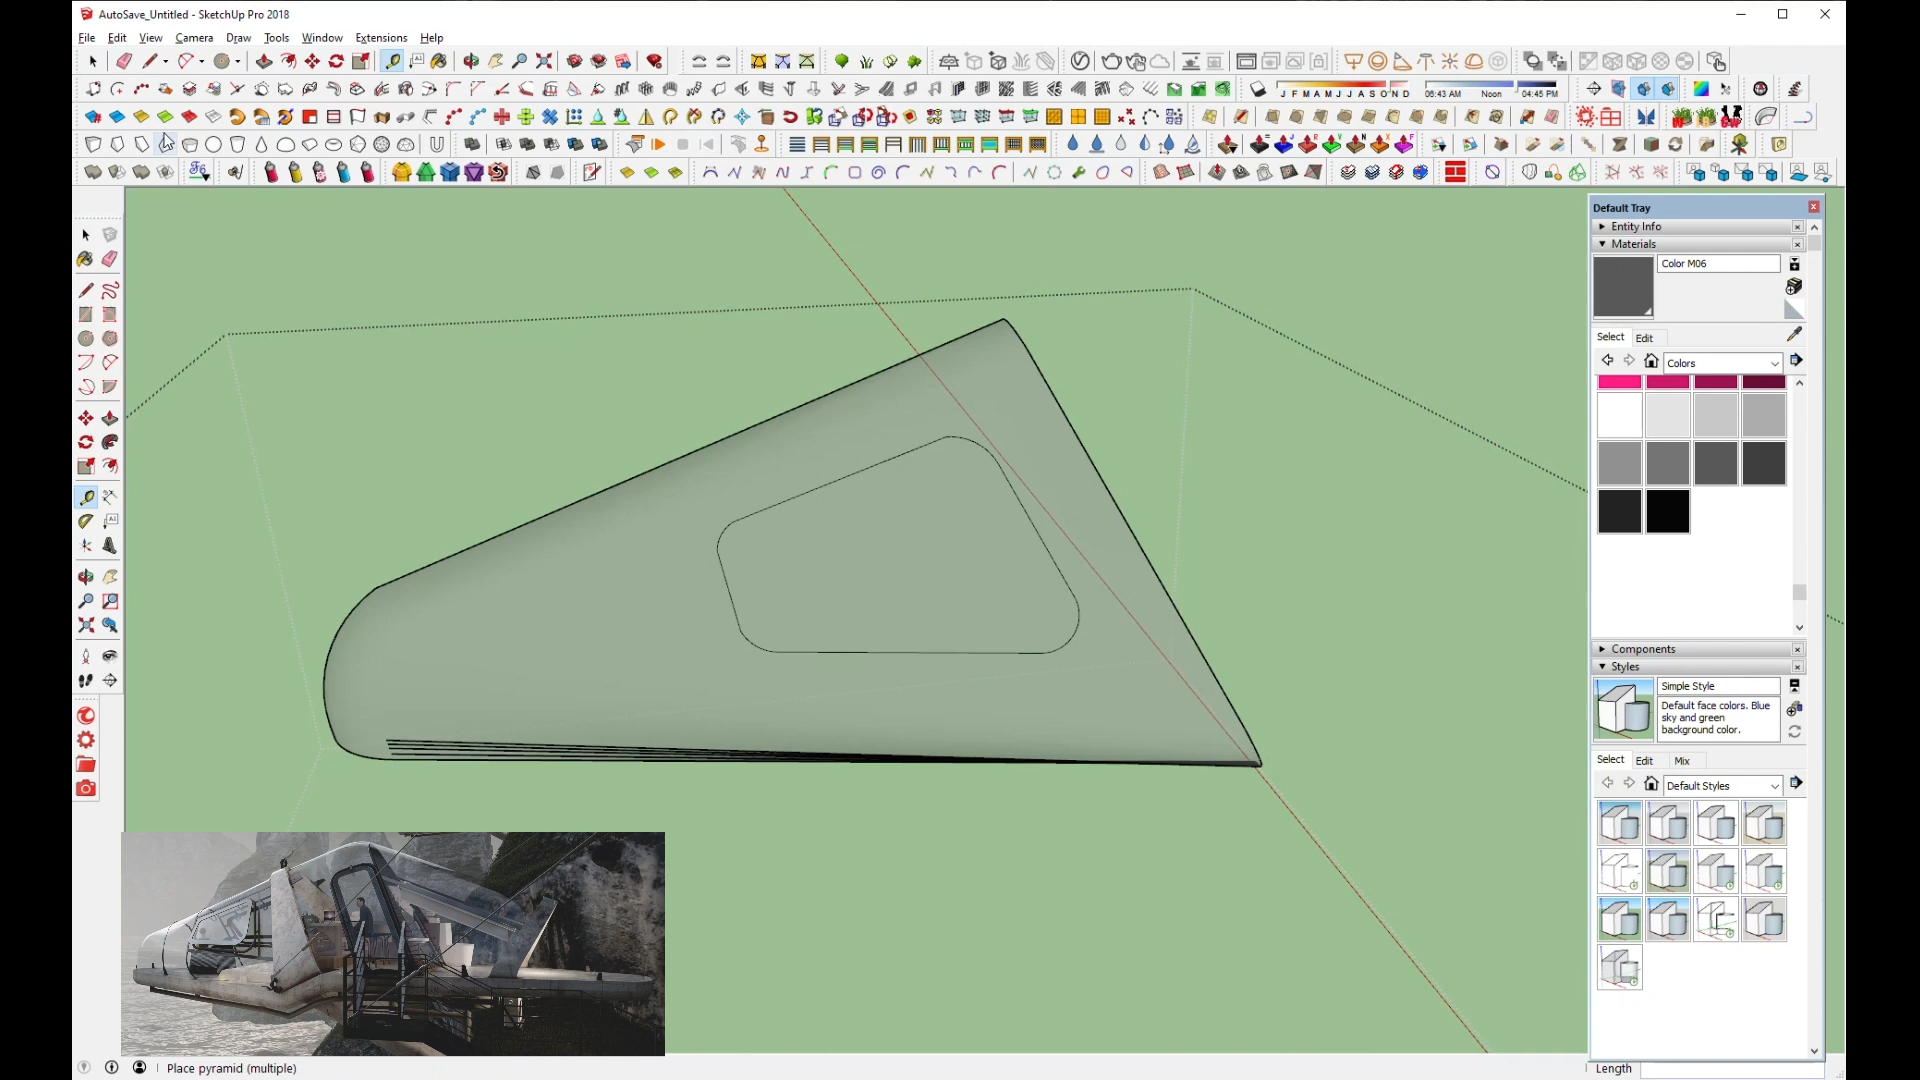 AutoSave_Untitled - SketchUp Pro 2018
File Edit View Camera Draw Tools Window Extensions Help
J F M A M J J A S O N D 06:43 AM Noon 04:45 PM
Default Tray
Entity Info
Materials
Color M06
Select Edit
Colors
Components
Styles
Simple Style
Default face colors. Blue
sky and green
background color.
Select Edit Mix
Default Styles
Place pyramid (multiple)
Length